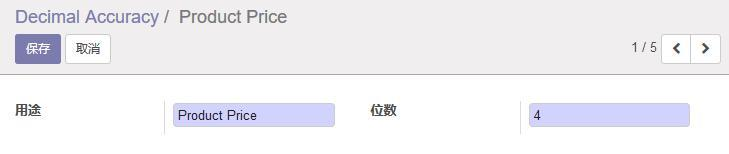 Decimal Accuracy / Product Price
保存 取消 1 / 5
用途 Product Price 位数 4